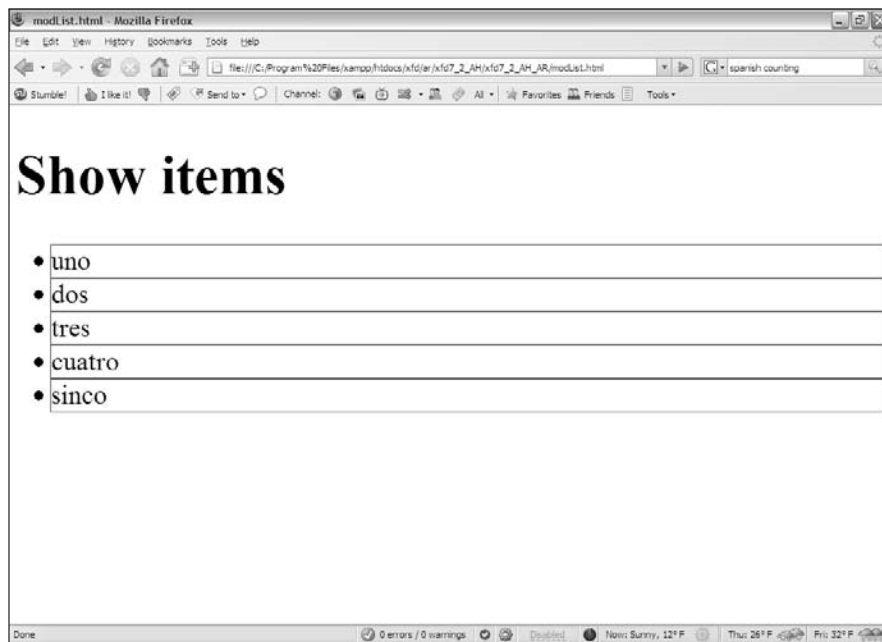 modList.html - Mozilla Firefox
File Edit View History Bookmarks Tools Help
file:///C:/Program%20Files/xampp/htdocs/xfd/ar/xfd7_2_AH/xfd7_2_AH_AR/modList.html
G spanish counting
Stumble! I like it! Send to Channel: All Favorites Friends Tools
Show items
• uno
• dos
• tres
• cuatro
• sinco
Done 0 errors / 0 warnings Disabled Now: Sunny, 12° F Thu: 26° F Fri: 32° F